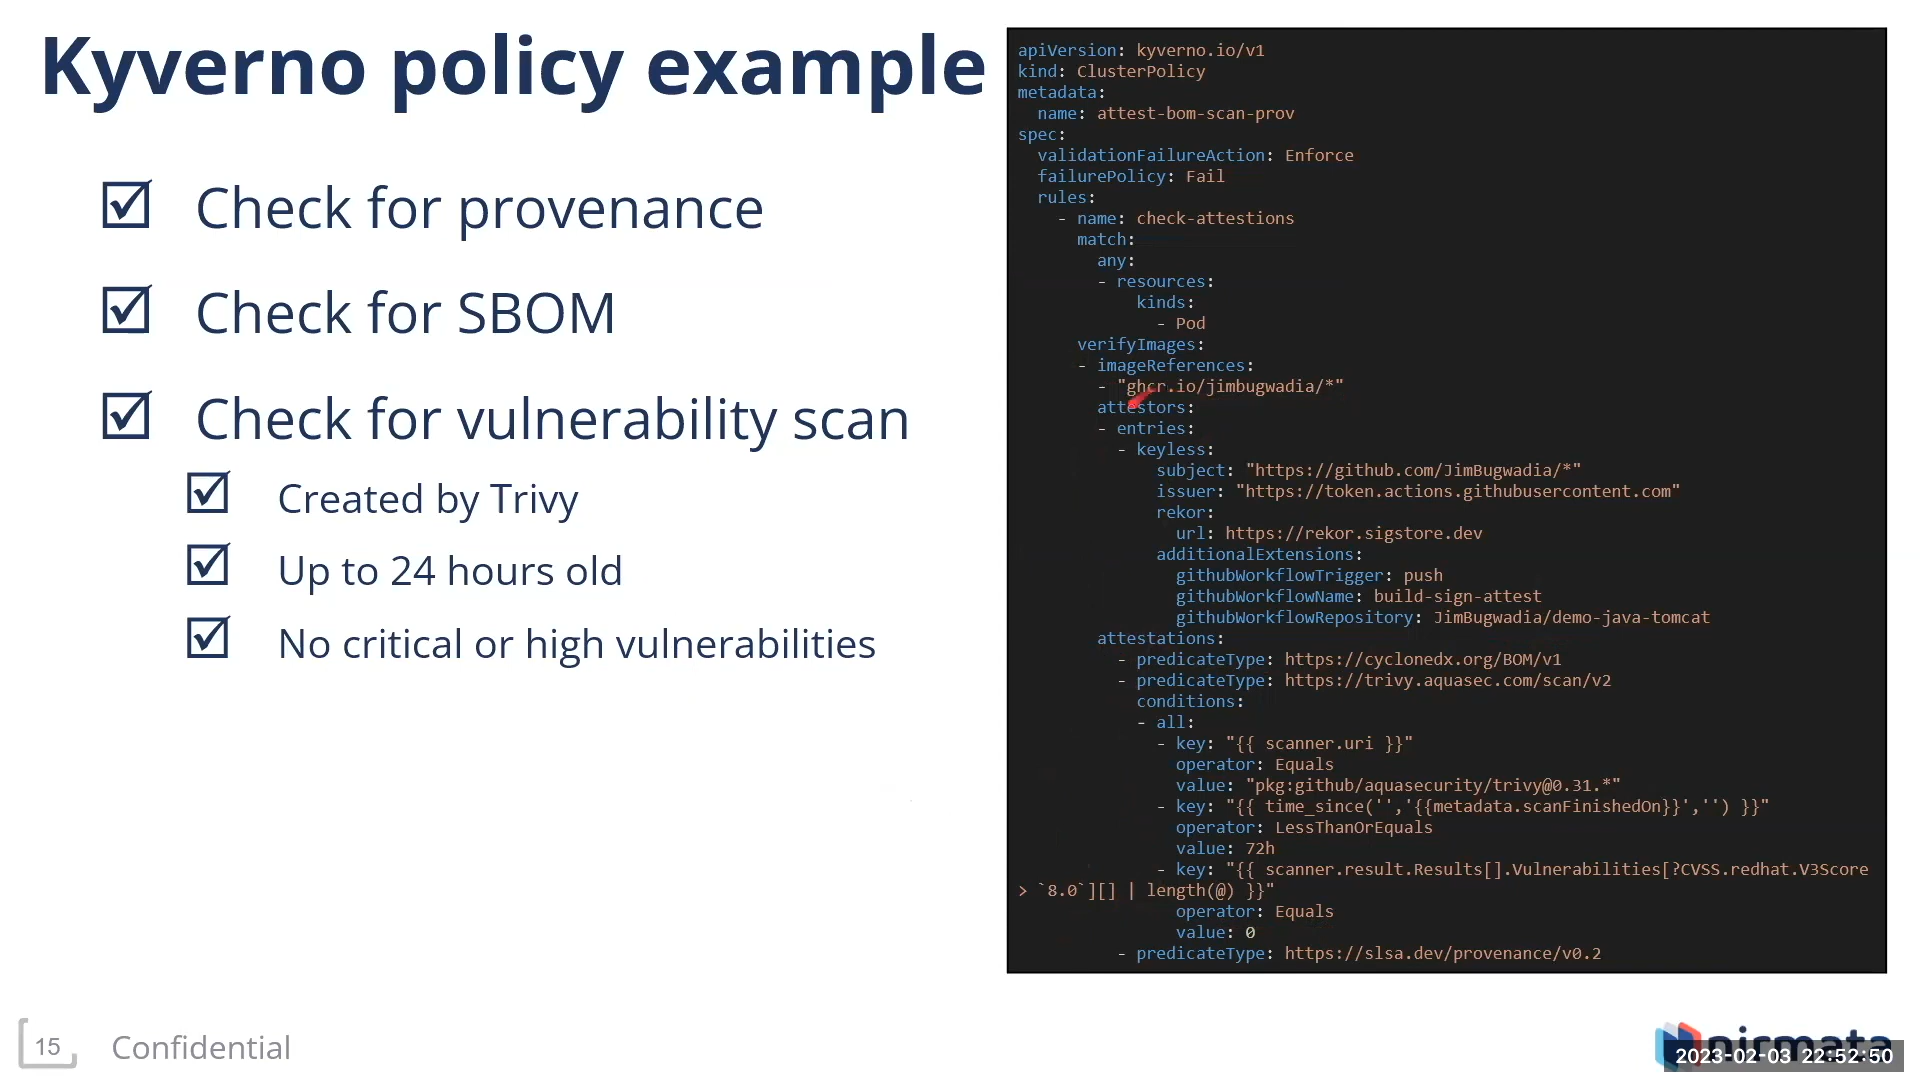 Kyverno policy example
Check for provenance
Check for SBOM
Check for vulnerability scan
Created by Trivy
Up to 24 hours old
No critical or high vulnerabilities
apiVersion: kyverno.io/v1
kind: ClusterPolicy
metadata:
  name: attest-bom-scan-prov
spec:
  validationFailureAction: Enforce
  failurePolicy: Fail
  rules:
    - name: check-attestions
      match:
        any:
        - resources:
            kinds:
              - Pod
      verifyImages:
      - imageReferences:
        - "ghcr.io/jimbugwadia/*"
        attestors:
        - entries:
          - keyless:
              subject: "https://github.com/JimBugwadia/*"
              issuer: "https://token.actions.githubusercontent.com"
              rekor:
                url: https://rekor.sigstore.dev
              additionalExtensions:
                githubWorkflowTrigger: push
                githubWorkflowName: build-sign-attest
                githubWorkflowRepository: JimBugwadia/demo-java-tomcat
        attestations:
          - predicateType: https://cyclonedx.org/BOM/v1
          - predicateType: https://trivy.aquasec.com/scan/v2
            conditions:
            - all:
              - key: "{{ scanner.uri }}"
                operator: Equals
                value: "pkg:github/aquasecurity/trivy@0.31.*"
              - key: "{{ time_since('','{{metadata.scanFinishedOn}}','') }}"
                operator: LessThanOrEquals
                value: 72h
              - key: "{{ scanner.result.Results[].Vulnerabilities[?CVSS.redhat.V3Score
> `8.0`][] | length(@) }}"
                operator: Equals
                value: 0
          - predicateType: https://slsa.dev/provenance/v0.2
15
Confidential
nirmata
2023-02-03 22:52:50